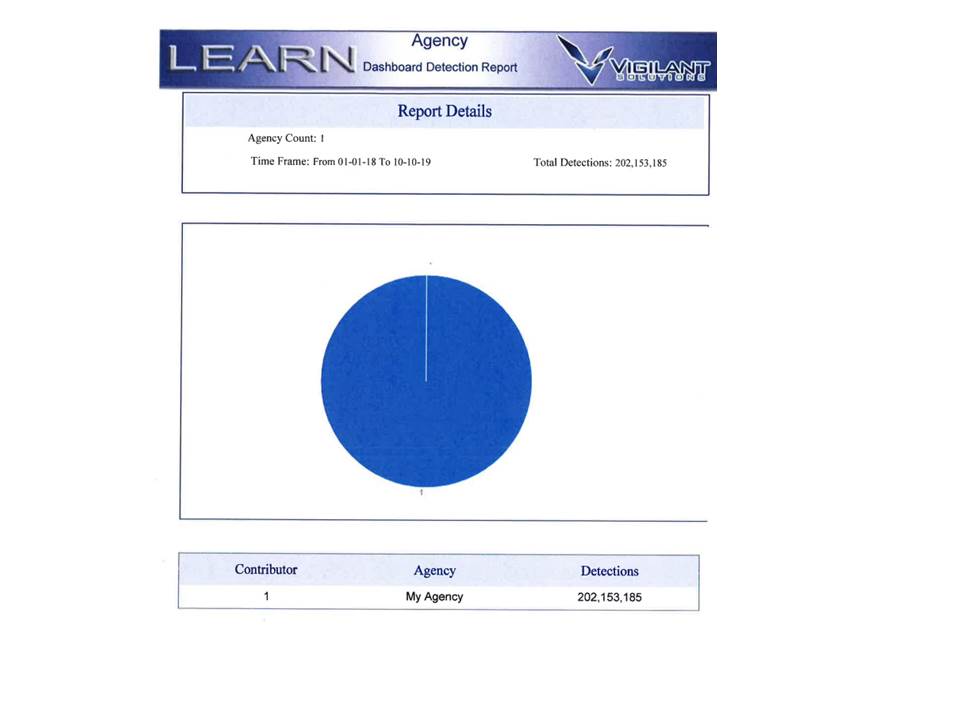 LEARN
Agency
Dashboard Detection Report
VIGILANT
SOLUTIONS
Report Details
Agency Count: 1
Time Frame: From 01-01-18 To 10-10-19
Total Detections: 202,153,185
1
Contributor Agency Detections
1 My Agency 202,153,185